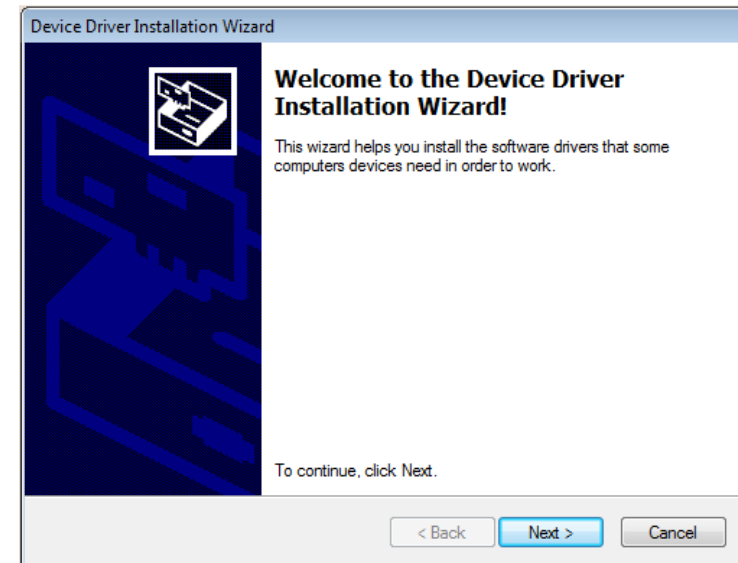 Device Driver Installation Wizard
Welcome to the Device Driver
Installation Wizard!
This wizard helps you install the software drivers that some
computers devices need in order to work.
To continue, click Next.
< Back
Next >
Cancel